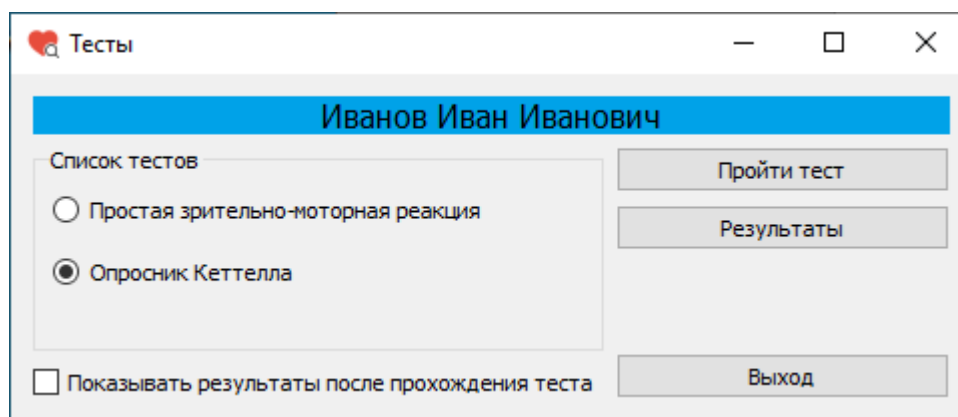 Тесты
Иванов Иван Иванович
Список тестов
Простая зрительно-моторная реакция
Опросник Кеттелла
Показывать результаты после прохождения теста
Пройти тест
Результаты
Выход